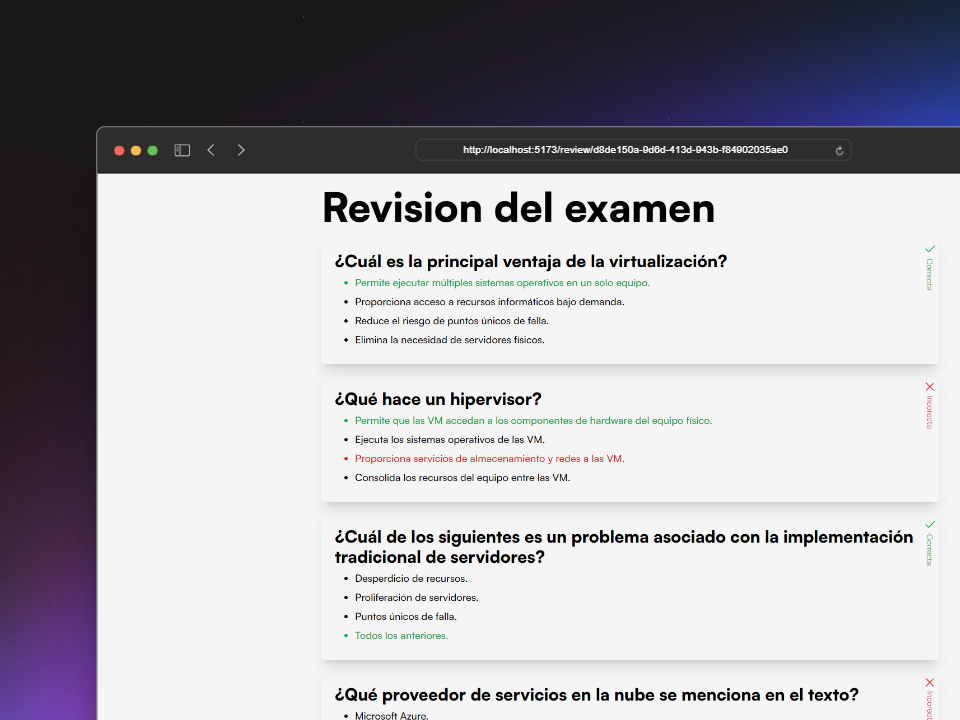 http://localhost:5173/review/d8de150a-9d6d-413d-943b-f84902035ae0
Revision del examen
¿Cuál es la principal ventaja de la virtualización?
Correcta
• Permite ejecutar múltiples sistemas operativos en un solo equipo.
• Proporciona acceso a recursos informáticos bajo demanda.
• Reduce el riesgo de puntos únicos de falla.
• Elimina la necesidad de servidores físicos.
¿Qué hace un hipervisor?
Incorecta
• Permite que las VM accedan a los componentes de hardware del equipo físico.
• Ejecuta los sistemas operativos de las VM.
• Proporciona servicios de almacenamiento y redes a las VM.
• Consolida los recursos del equipo entre las VM.
¿Cuál de los siguientes es un problema asociado con la implementación
tradicional de servidores?
Correcta
• Desperdicio de recursos.
• Proliferación de servidores.
• Puntos únicos de falla.
• Todos los anteriores.
¿Qué proveedor de servicios en la nube se menciona en el texto?
• Microsoft Azure.